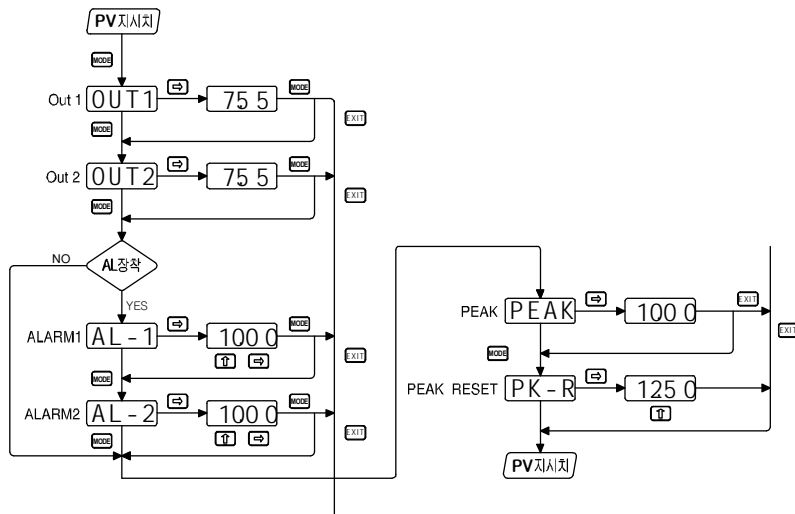 PV지시치
MODE
Out 1 OUT1 ⇨ 75.5 MODE
EXIT
MODE
Out 2 OUT2 ⇨ 75.5 MODE
EXIT
MODE
NO AL장착
YES
ALARM1 AL-1 ⇨ 100.0 MODE
⇧ ⇨
EXIT
MODE
ALARM2 AL-2 ⇨ 100.0 MODE
⇧ ⇨
EXIT
MODE
PEAK PEAK ⇨ 100.0 EXIT
EXIT
MODE
PEAK RESET PK-R ⇨ 125.0
⇧
PV지시치